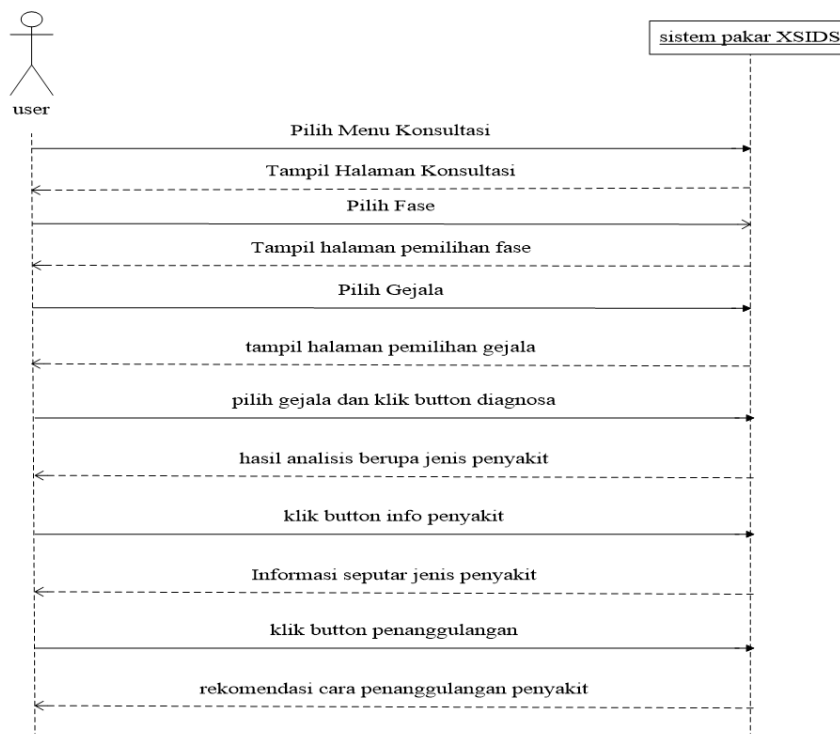 sistem pakar XSIDS
user
Pilih Menu Konsultasi
Tampil Halaman Konsultasi
Pilih Fase
Tampil halaman pemilihan fase
Pilih Gejala
tampil halaman pemilihan gejala
pilih gejala dan klik button diagnosa
hasil analisis berupa jenis penyakit
klik button info penyakit
Informasi seputar jenis penyakit
klik button penanggulangan
rekomendasi cara penanggulangan penyakit